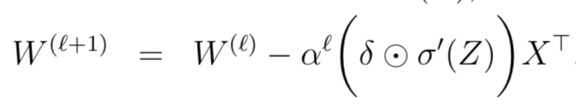 W^{(ℓ+1)} = W^{(ℓ)} − α^ℓ (δ ⊙ σ′(Z)) X^⊤.